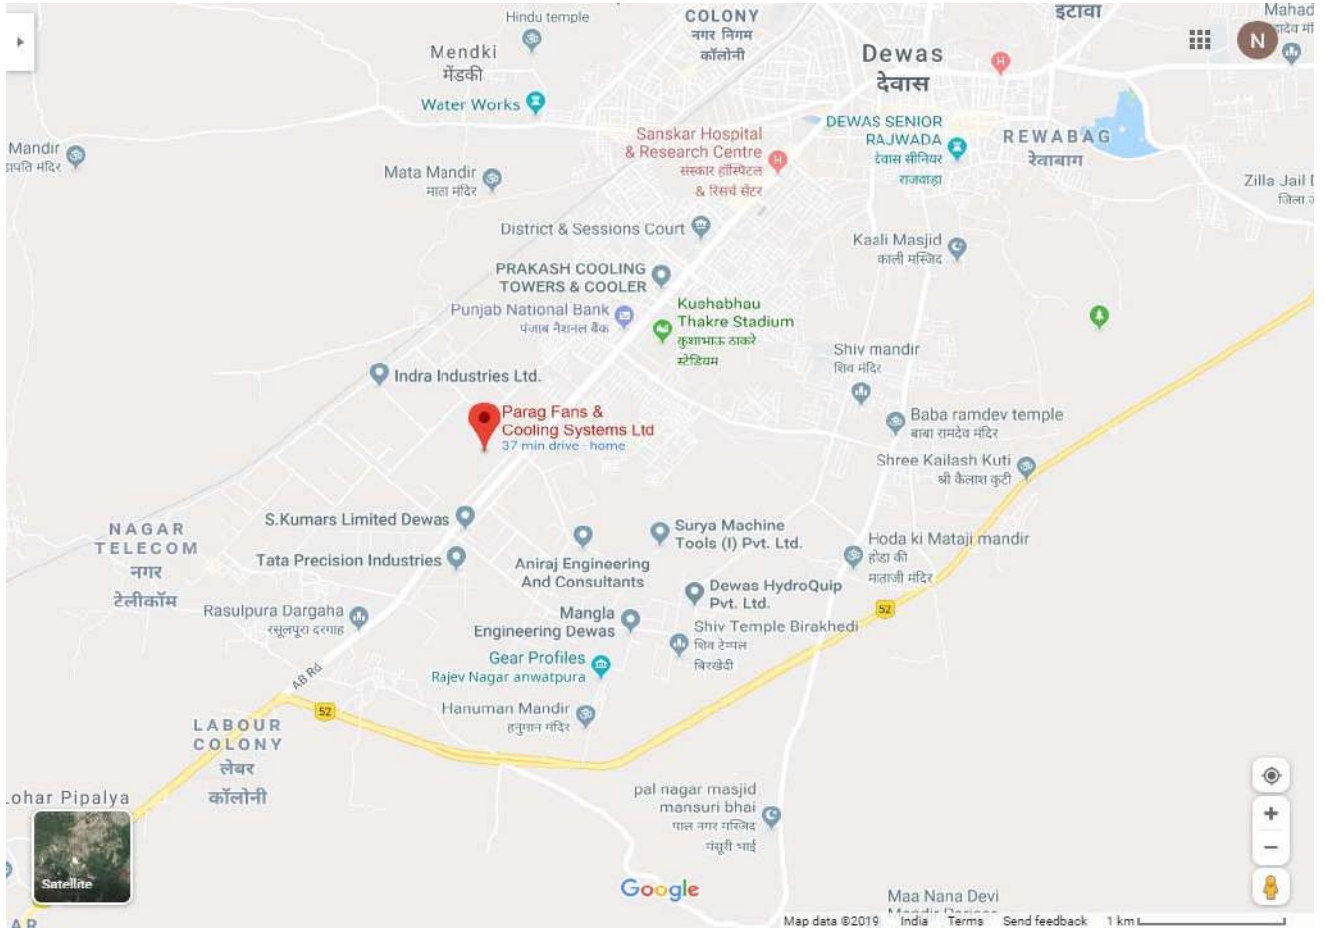 Hindu temple
COLONY
नगर निगम
कॉलोनी
इटावा
Mahad
N
Mendki
मेंडकी
Dewas
देवास
Water Works
DEWAS SENIOR
RAJWADA
देवास सीनियर
राजवाड़ा
REWABAG
रेवाबाग
Sanskar Hospital
& Research Centre
संस्कार हॉस्पिटल
& रिसर्च सेंटर
Mandir
Mata Mandir
माता मंदिर
Zilla Jail
जिला
District & Sessions Court
Kaali Masjid
काली मस्जिद
PRAKASH COOLING
TOWERS & COOLER
Punjab National Bank
पंजाब नैशनल बैंक
Kushabhau
Thakre Stadium
कुशाभाऊ ठाकरे
स्टेडियम
Shiv mandir
शिव मंदिर
Indra Industries Ltd.
Parag Fans &
Cooling Systems Ltd
37 min drive - home
Baba ramdev temple
बाबा रामदेव मंदिर
Shree Kailash Kuti
श्री कैलाश कुटी
S.Kumars Limited Dewas
NAGAR
TELECOM
नगर
टेलीकॉम
Tata Precision Industries
Surya Machine
Tools (I) Pvt. Ltd.
Aniraj Engineering
And Consultants
Hoda ki Mataji mandir
होडा की
माताजी मंदिर
Dewas HydroQuip
Pvt. Ltd.
52
Rasulpura Dargaha
रसूलपूरा दरगाह
Mangla
Engineering Dewas
Shiv Temple Birakhedi
शिव टेम्पल
बिरखेदी
Gear Profiles
Rajev Nagar anwatpura
AB Rd
52
Hanuman Mandir
हनुमान मंदिर
LABOUR
COLONY
लेबर
कॉलोनी
Lohar Pipalya
pal nagar masjid
mansuri bhai
पाल नगर मस्जिद
मंसूरी भाई
Satellite
Google
Maa Nana Devi
Map data ©2019 India Terms Send feedback 1 km